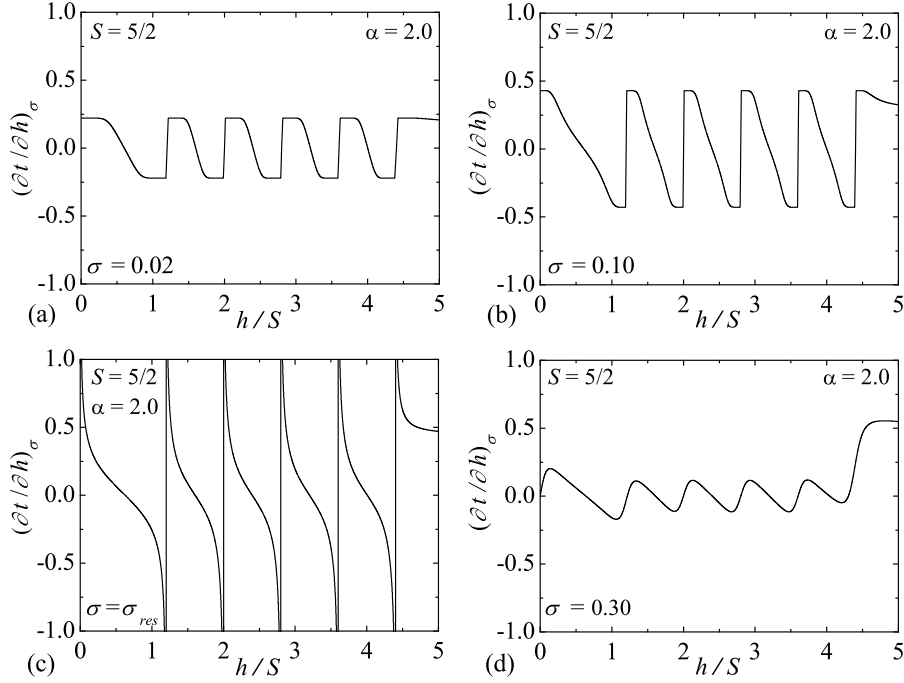 S = 5/2 α = 2.0
1.0
0.5
0.0
-0.5
-1.0
(∂t/∂h)σ
σ = 0.02
0 1 2 3 4 5
(a) h/S
S = 5/2 α = 2.0
1.0
0.5
0.0
-0.5
-1.0
(∂t/∂h)σ
σ = 0.10
0 1 2 3 4 5
(b) h/S
S = 5/2
α = 2.0
1.0
0.5
0.0
-0.5
-1.0
(∂t/∂h)σ
σ = σres
0 1 2 3 4 5
(c) h/S
S = 5/2 α = 2.0
1.0
0.5
0.0
-0.5
-1.0
(∂t/∂h)σ
σ = 0.30
0 1 2 3 4 5
(d) h/S